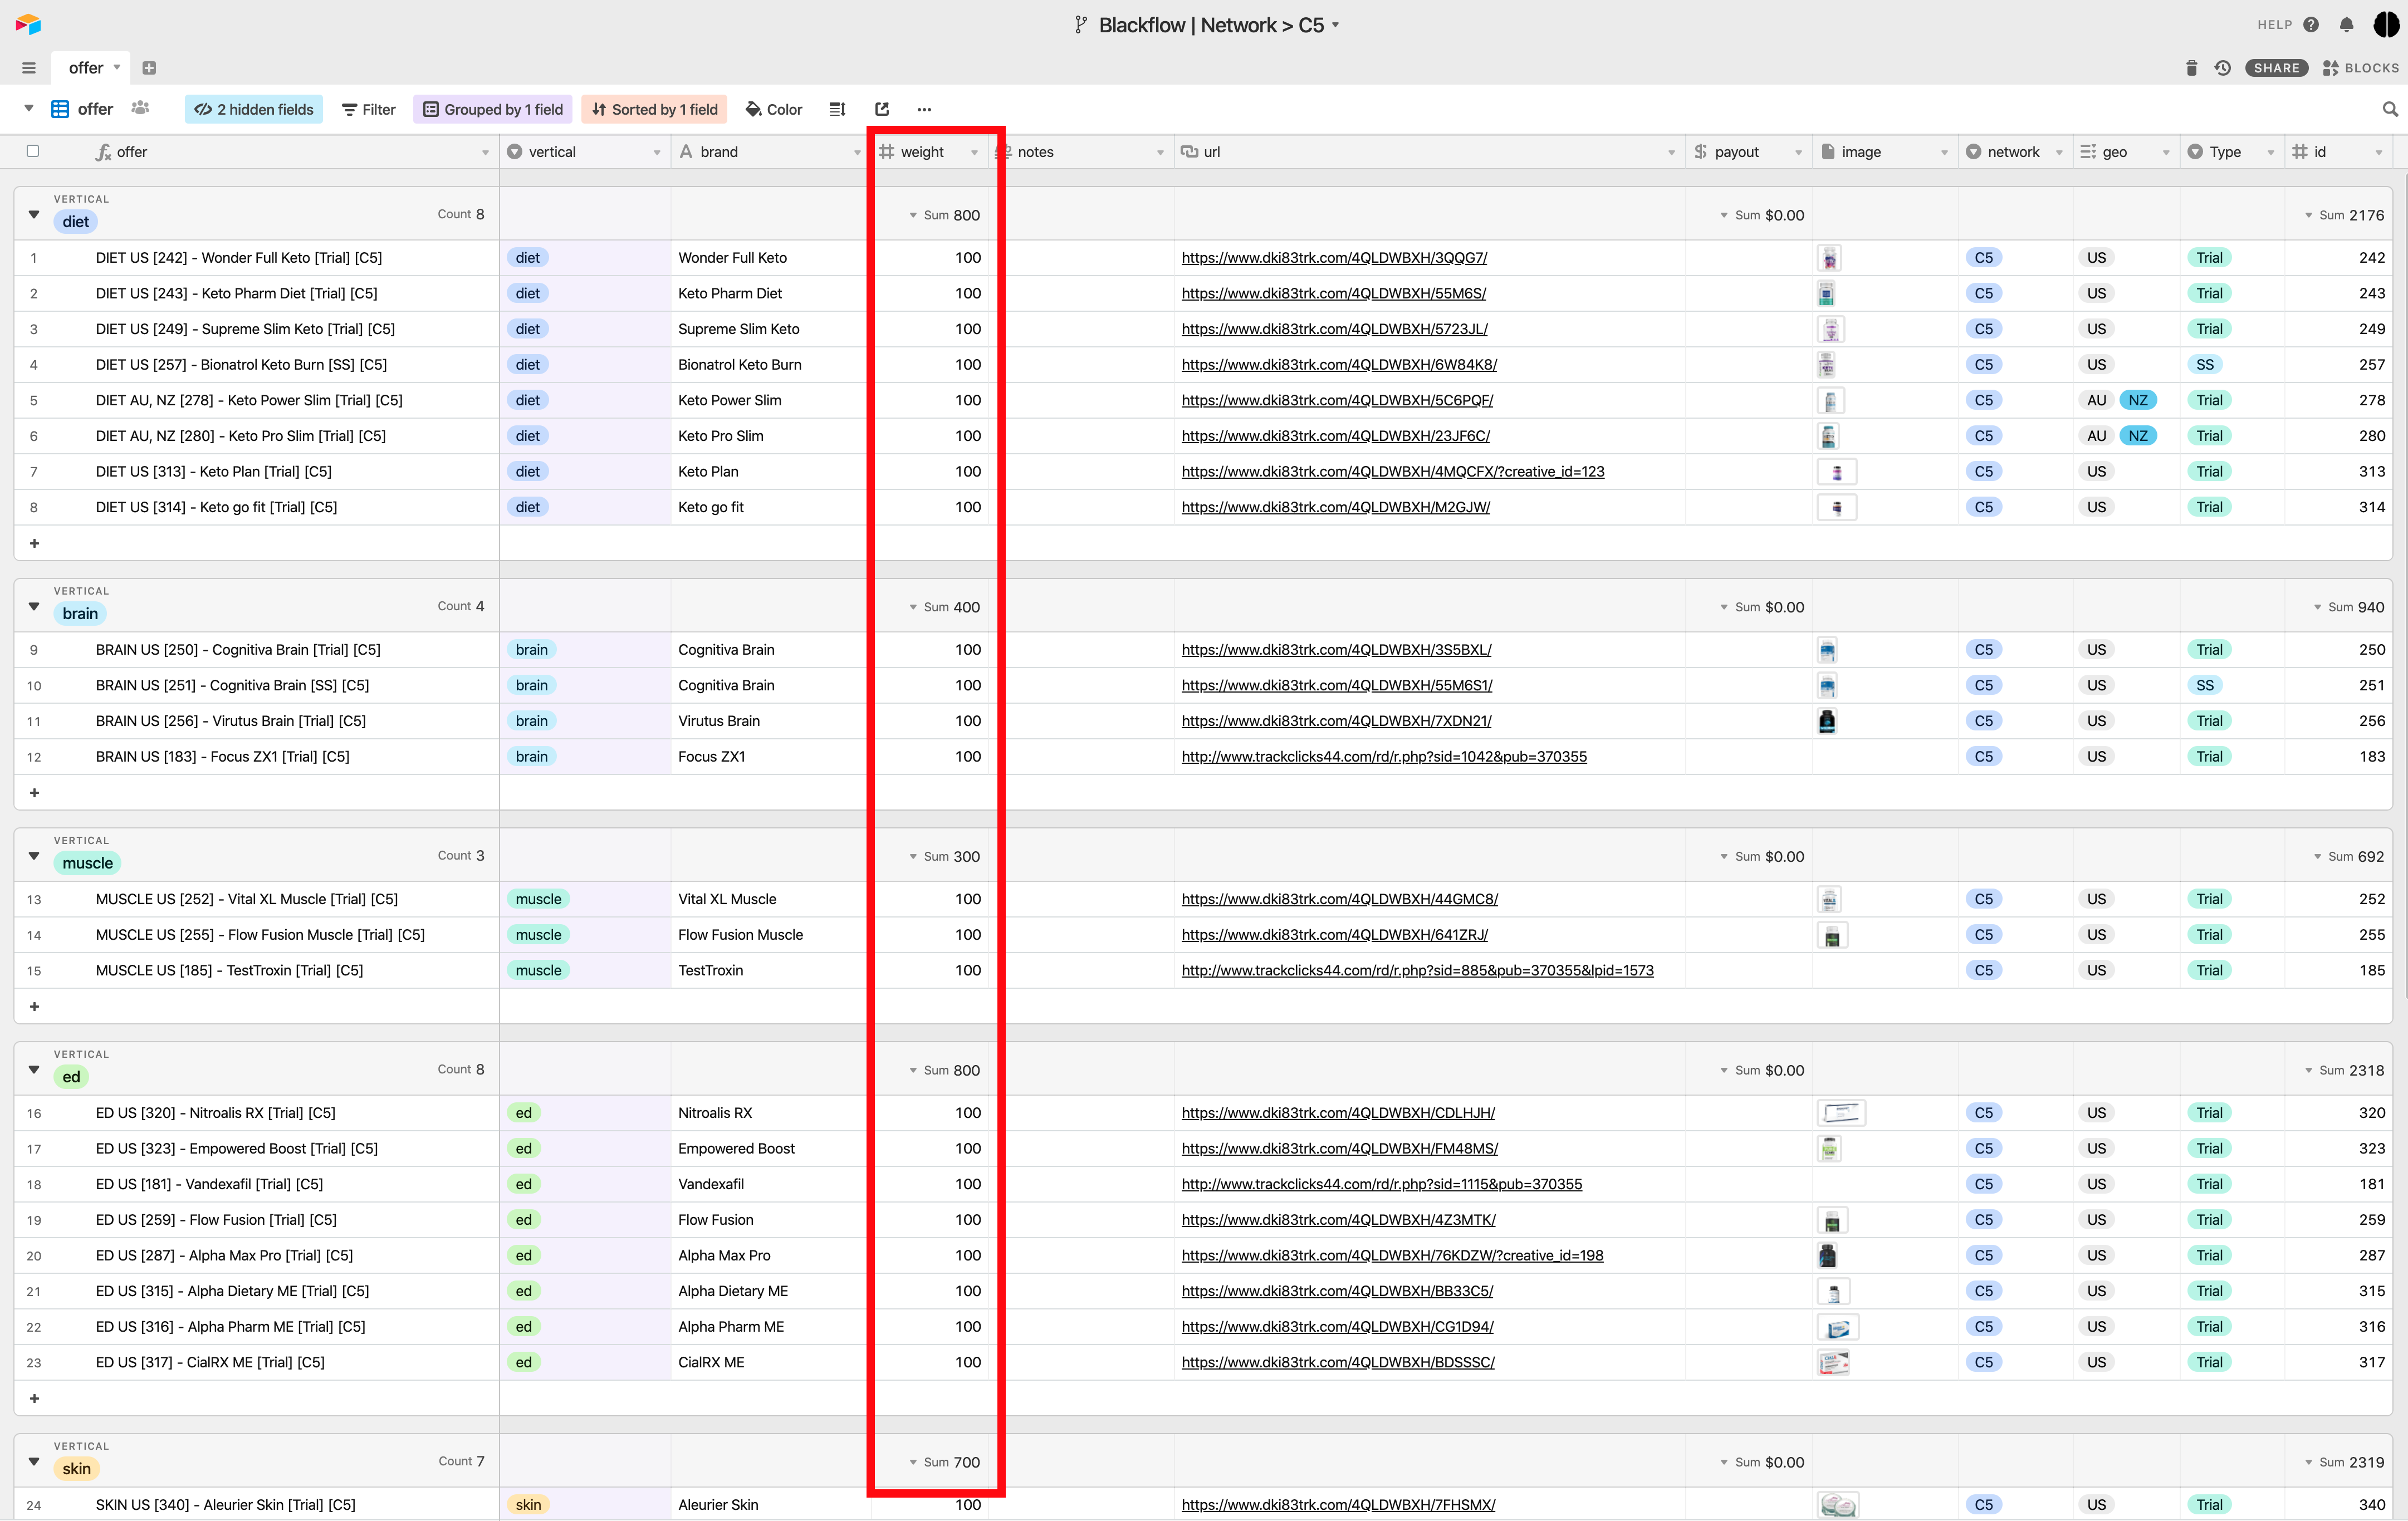 Blackflow | Network > C5
HELP
offer
SHARE BLOCKS
offer 2 hidden fields Filter Grouped by 1 field Sorted by 1 field Color
offer vertical brand weight notes url payout image network geo Type id
VERTICAL
diet Count 8 Sum 800 Sum $0.00 Sum 2176
1 DIET US [242] - Wonder Full Keto [Trial] [C5] diet Wonder Full Keto 100 https://www.dki83trk.com/4QLDWBXH/3QQG7/ C5 US Trial 242
2 DIET US [243] - Keto Pharm Diet [Trial] [C5] diet Keto Pharm Diet 100 https://www.dki83trk.com/4QLDWBXH/55M6S/ C5 US Trial 243
3 DIET US [249] - Supreme Slim Keto [Trial] [C5] diet Supreme Slim Keto 100 https://www.dki83trk.com/4QLDWBXH/5723JL/ C5 US Trial 249
4 DIET US [257] - Bionatrol Keto Burn [SS] [C5] diet Bionatrol Keto Burn 100 https://www.dki83trk.com/4QLDWBXH/6W84K8/ C5 US SS 257
5 DIET AU, NZ [278] - Keto Power Slim [Trial] [C5] diet Keto Power Slim 100 https://www.dki83trk.com/4QLDWBXH/5C6PQF/ C5 AU NZ Trial 278
6 DIET AU, NZ [280] - Keto Pro Slim [Trial] [C5] diet Keto Pro Slim 100 https://www.dki83trk.com/4QLDWBXH/23JF6C/ C5 AU NZ Trial 280
7 DIET US [313] - Keto Plan [Trial] [C5] diet Keto Plan 100 https://www.dki83trk.com/4QLDWBXH/4MQCFX/?creative_id=123 C5 US Trial 313
8 DIET US [314] - Keto go fit [Trial] [C5] diet Keto go fit 100 https://www.dki83trk.com/4QLDWBXH/M2GJW/ C5 US Trial 314
+
VERTICAL
brain Count 4 Sum 400 Sum $0.00 Sum 940
9 BRAIN US [250] - Cognitiva Brain [Trial] [C5] brain Cognitiva Brain 100 https://www.dki83trk.com/4QLDWBXH/3S5BXL/ C5 US Trial 250
10 BRAIN US [251] - Cognitiva Brain [SS] [C5] brain Cognitiva Brain 100 https://www.dki83trk.com/4QLDWBXH/55M6S1/ C5 US SS 251
11 BRAIN US [256] - Virutus Brain [Trial] [C5] brain Virutus Brain 100 https://www.dki83trk.com/4QLDWBXH/7XDN21/ C5 US Trial 256
12 BRAIN US [183] - Focus ZX1 [Trial] [C5] brain Focus ZX1 100 http://www.trackclicks44.com/rd/r.php?sid=1042&pub=370355 C5 US Trial 183
+
VERTICAL
muscle Count 3 Sum 300 Sum $0.00 Sum 692
13 MUSCLE US [252] - Vital XL Muscle [Trial] [C5] muscle Vital XL Muscle 100 https://www.dki83trk.com/4QLDWBXH/44GMC8/ C5 US Trial 252
14 MUSCLE US [255] - Flow Fusion Muscle [Trial] [C5] muscle Flow Fusion Muscle 100 https://www.dki83trk.com/4QLDWBXH/641ZRJ/ C5 US Trial 255
15 MUSCLE US [185] - TestTroxin [Trial] [C5] muscle TestTroxin 100 http://www.trackclicks44.com/rd/r.php?sid=885&pub=370355&lpid=1573 C5 US Trial 185
+
VERTICAL
ed Count 8 Sum 800 Sum $0.00 Sum 2318
16 ED US [320] - Nitroalis RX [Trial] [C5] ed Nitroalis RX 100 https://www.dki83trk.com/4QLDWBXH/CDLHJH/ C5 US Trial 320
17 ED US [323] - Empowered Boost [Trial] [C5] ed Empowered Boost 100 https://www.dki83trk.com/4QLDWBXH/FM48MS/ C5 US Trial 323
18 ED US [181] - Vandexafil [Trial] [C5] ed Vandexafil 100 http://www.trackclicks44.com/rd/r.php?sid=1115&pub=370355 C5 US Trial 181
19 ED US [259] - Flow Fusion [Trial] [C5] ed Flow Fusion 100 https://www.dki83trk.com/4QLDWBXH/4Z3MTK/ C5 US Trial 259
20 ED US [287] - Alpha Max Pro [Trial] [C5] ed Alpha Max Pro 100 https://www.dki83trk.com/4QLDWBXH/76KDZW/?creative_id=198 C5 US Trial 287
21 ED US [315] - Alpha Dietary ME [Trial] [C5] ed Alpha Dietary ME 100 https://www.dki83trk.com/4QLDWBXH/BB33C5/ C5 US Trial 315
22 ED US [316] - Alpha Pharm ME [Trial] [C5] ed Alpha Pharm ME 100 https://www.dki83trk.com/4QLDWBXH/CG1D94/ C5 US Trial 316
23 ED US [317] - CialRX ME [Trial] [C5] ed CialRX ME 100 https://www.dki83trk.com/4QLDWBXH/BDSSSC/ C5 US Trial 317
+
VERTICAL
skin Count 7 Sum 700 Sum $0.00 Sum 2319
24 SKIN US [340] - Aleurier Skin [Trial] [C5] skin Aleurier Skin 100 https://www.dki83trk.com/4QLDWBXH/7FHSMX/ C5 US Trial 340